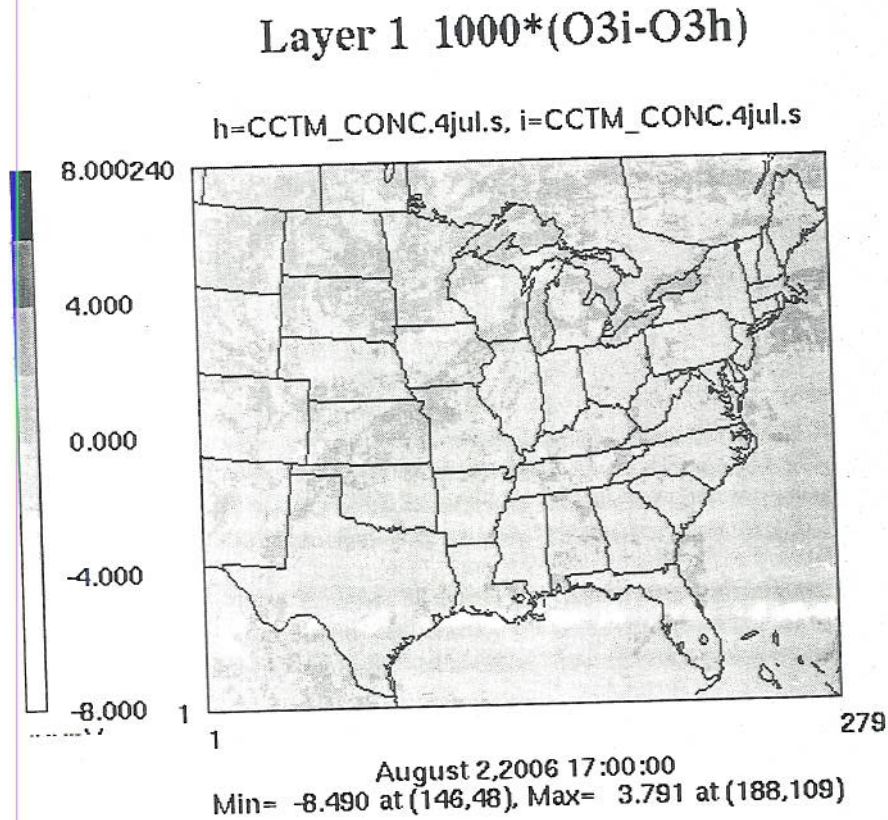 Layer 1 1000*(O3i-O3h)
h=CCTM_CONC.4jul.s, i=CCTM_CONC.4jul.s
8.000
240
4.000
0.000
-4.000
-8.000
1
1
279
August 2,2006 17:00:00
Min= -8.490 at (146,48), Max= 3.791 at (188,109)